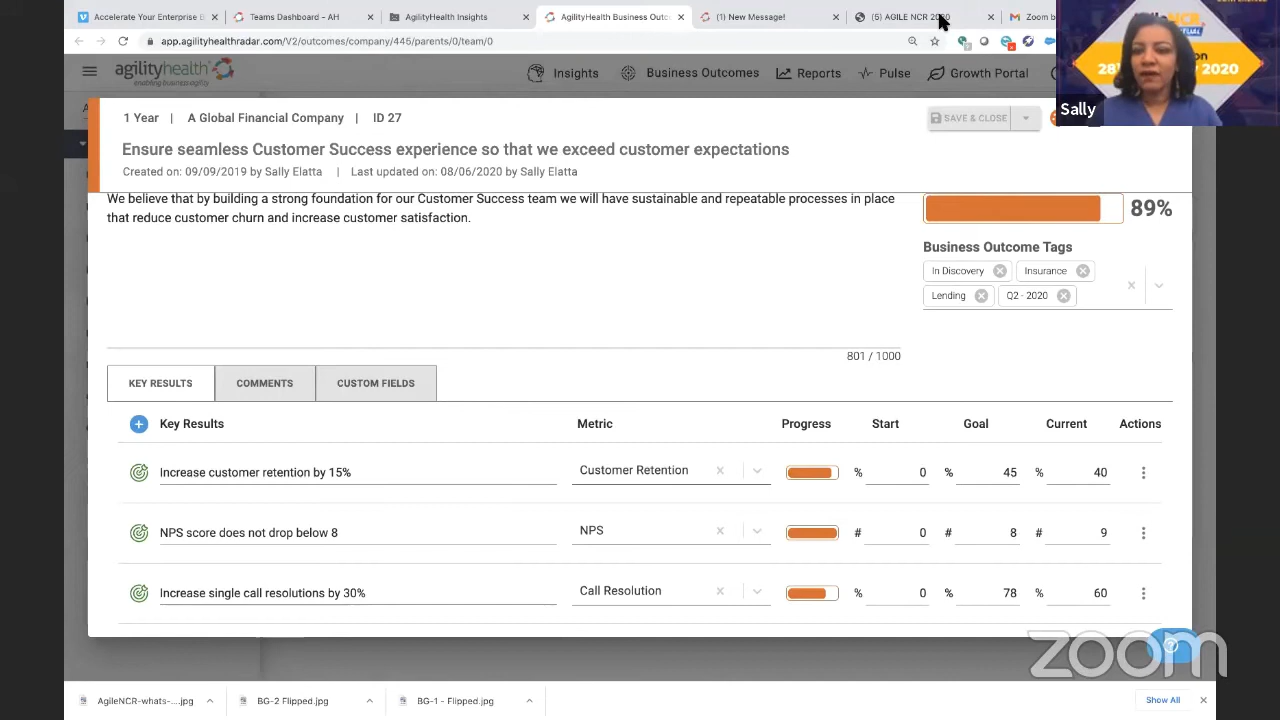 Accelerate Your Enterprise B
Teams Dashboard - AH
AgilityHealth Insights
AgilityHealth Business Outc
(1) New Message!
(5) AGILE NCR 2020
Zoom b
app.agilityhealthradar.com/V2/outcomes/company/445/parents/0/team/0
agilityhealth
enabling business agility
Insights
Business Outcomes
Reports
Pulse
Growth Portal
2020
Sally
1 Year | A Global Financial Company | ID 27
SAVE & CLOSE
Ensure seamless Customer Success experience so that we exceed customer expectations
Created on: 09/09/2019 by Sally Elatta | Last updated on: 08/06/2020 by Sally Elatta
We believe that by building a strong foundation for our Customer Success team we will have sustainable and repeatable processes in place
that reduce customer churn and increase customer satisfaction.
89%
Business Outcome Tags
In Discovery
Insurance
Lending
Q2 - 2020
801 / 1000
KEY RESULTS
COMMENTS
CUSTOM FIELDS
Key Results Metric Progress Start Goal Current Actions
Increase customer retention by 15% Customer Retention % 0 % 45 % 40
NPS score does not drop below 8 NPS # 0 # 8 # 9
Increase single call resolutions by 30% Call Resolution % 0 % 78 % 60
zoom
AgileNCR-whats-....jpg
BG-2 Flipped.jpg
BG-1 - Flipped.jpg
Show All